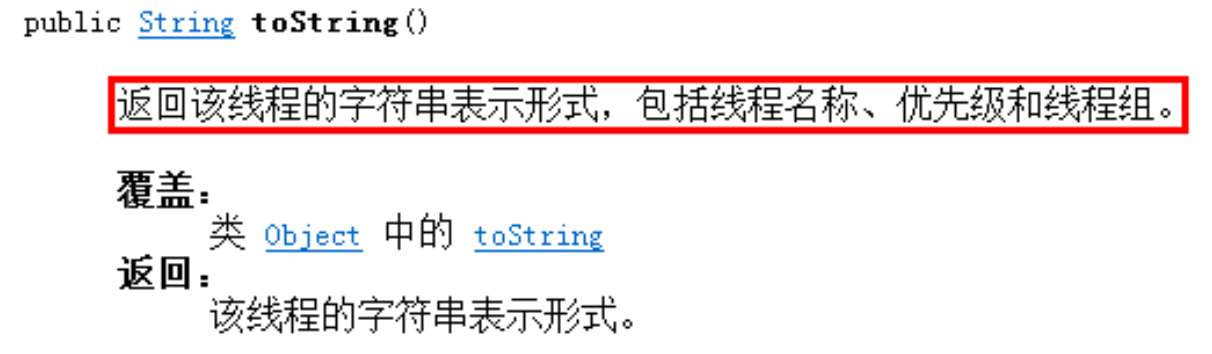 public String toString()
返回该线程的字符串表示形式，包括线程名称、优先级和线程组。
覆盖：
类 Object 中的 toString
返回：
该线程的字符串表示形式。